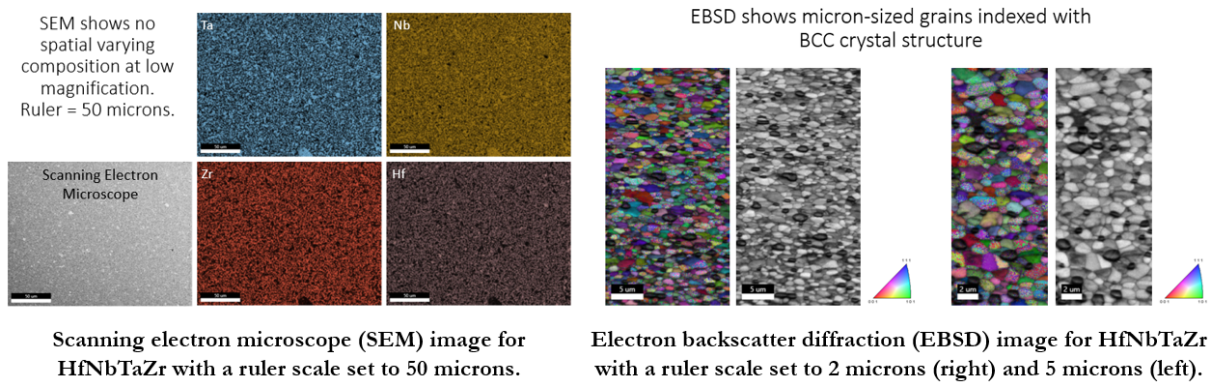 SEM shows no
spatial varying
composition at low
magnification.
Ruler = 50 microns.
Ta
50 um
Nb
50 um
Scanning Electron
Microscope
50 um
Zr
50 um
Hf
50 um
Scanning electron microscope (SEM) image for
HfNbTaZr with a ruler scale set to 50 microns.
EBSD shows micron-sized grains indexed with
BCC crystal structure
5 μm
5 μm
111
001 101
2 μm
2 μm
111
001 101
Electron backscatter diffraction (EBSD) image for HfNbTaZr
with a ruler scale set to 2 microns (right) and 5 microns (left).